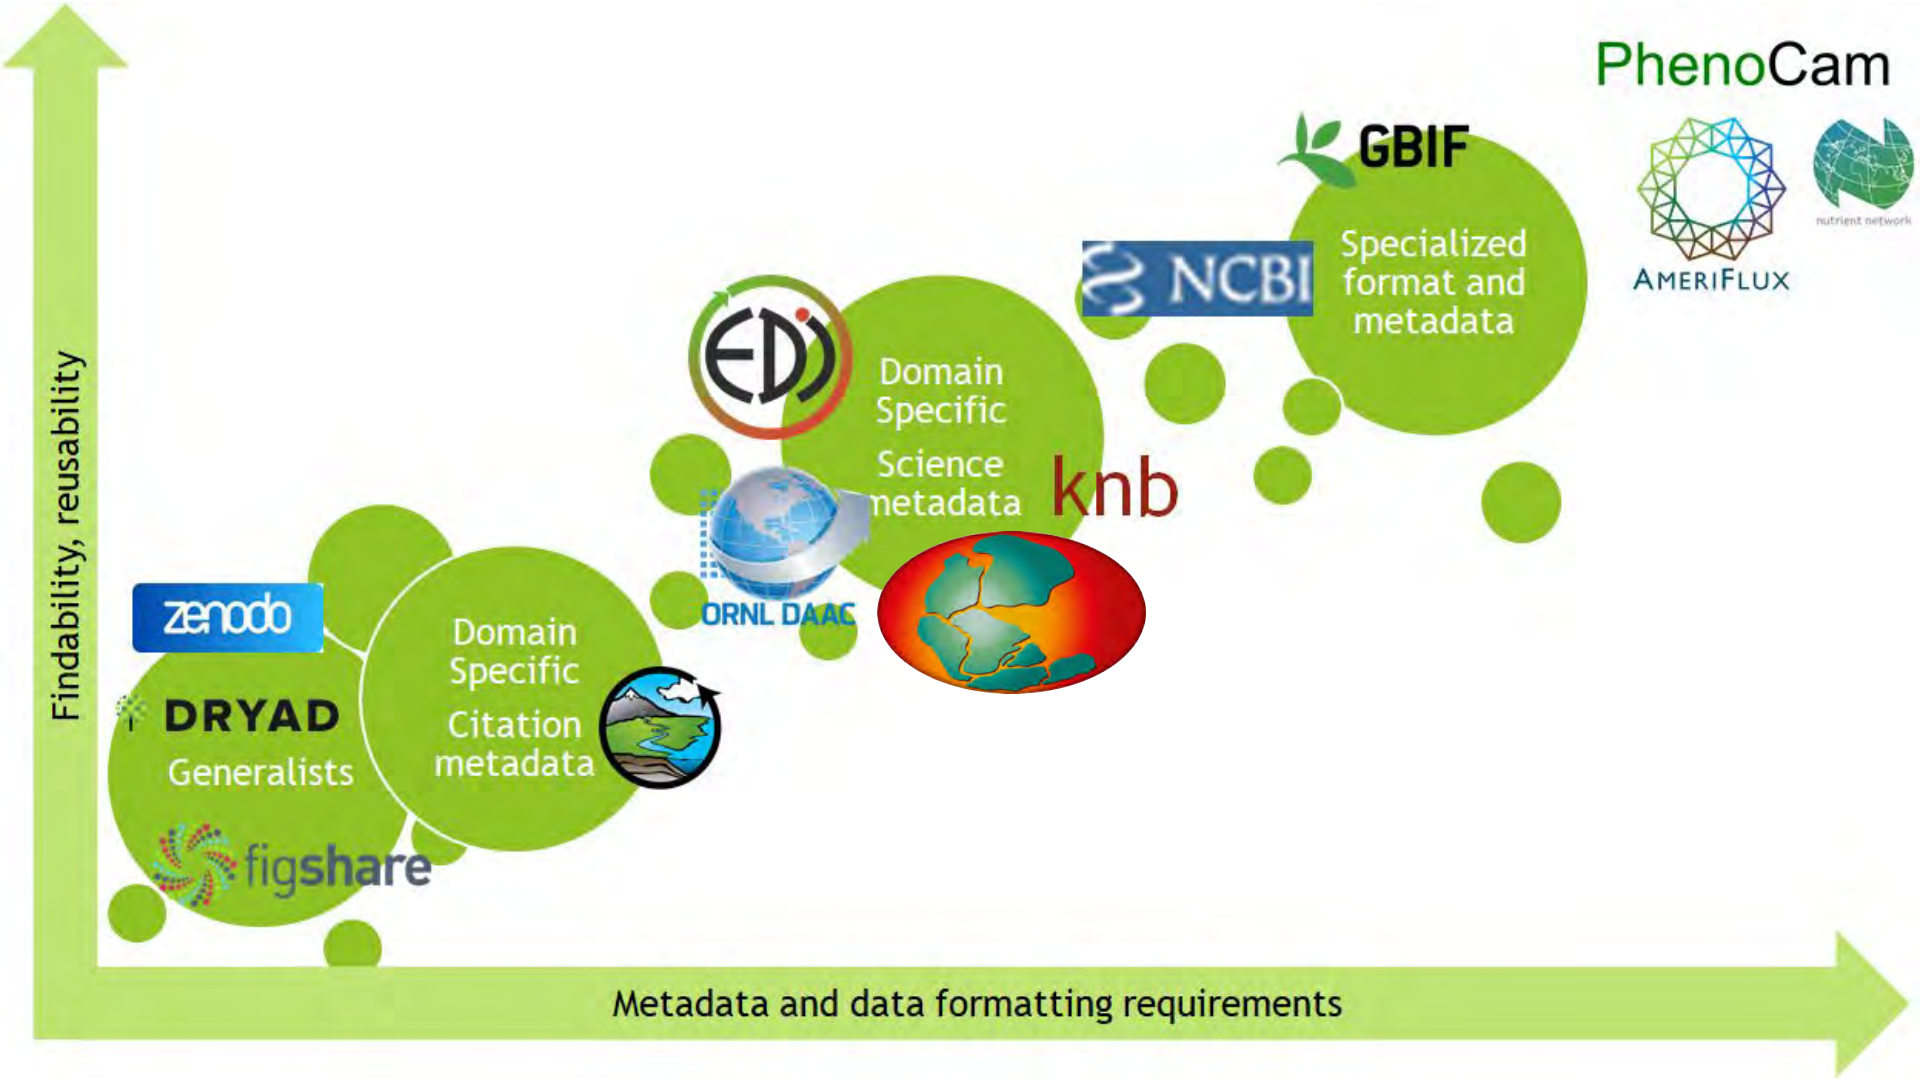 PhenoCam
GBIF
nutrient network
AMERIFLUX
NCBI
Specialized
format and
metadata
EDI
Domain
Specific
Science
metadata
knb
ORNL DAAC
zenodo
DRYAD
Generalists
figshare
Domain
Specific
Citation
metadata
Findability, reusability
Metadata and data formatting requirements